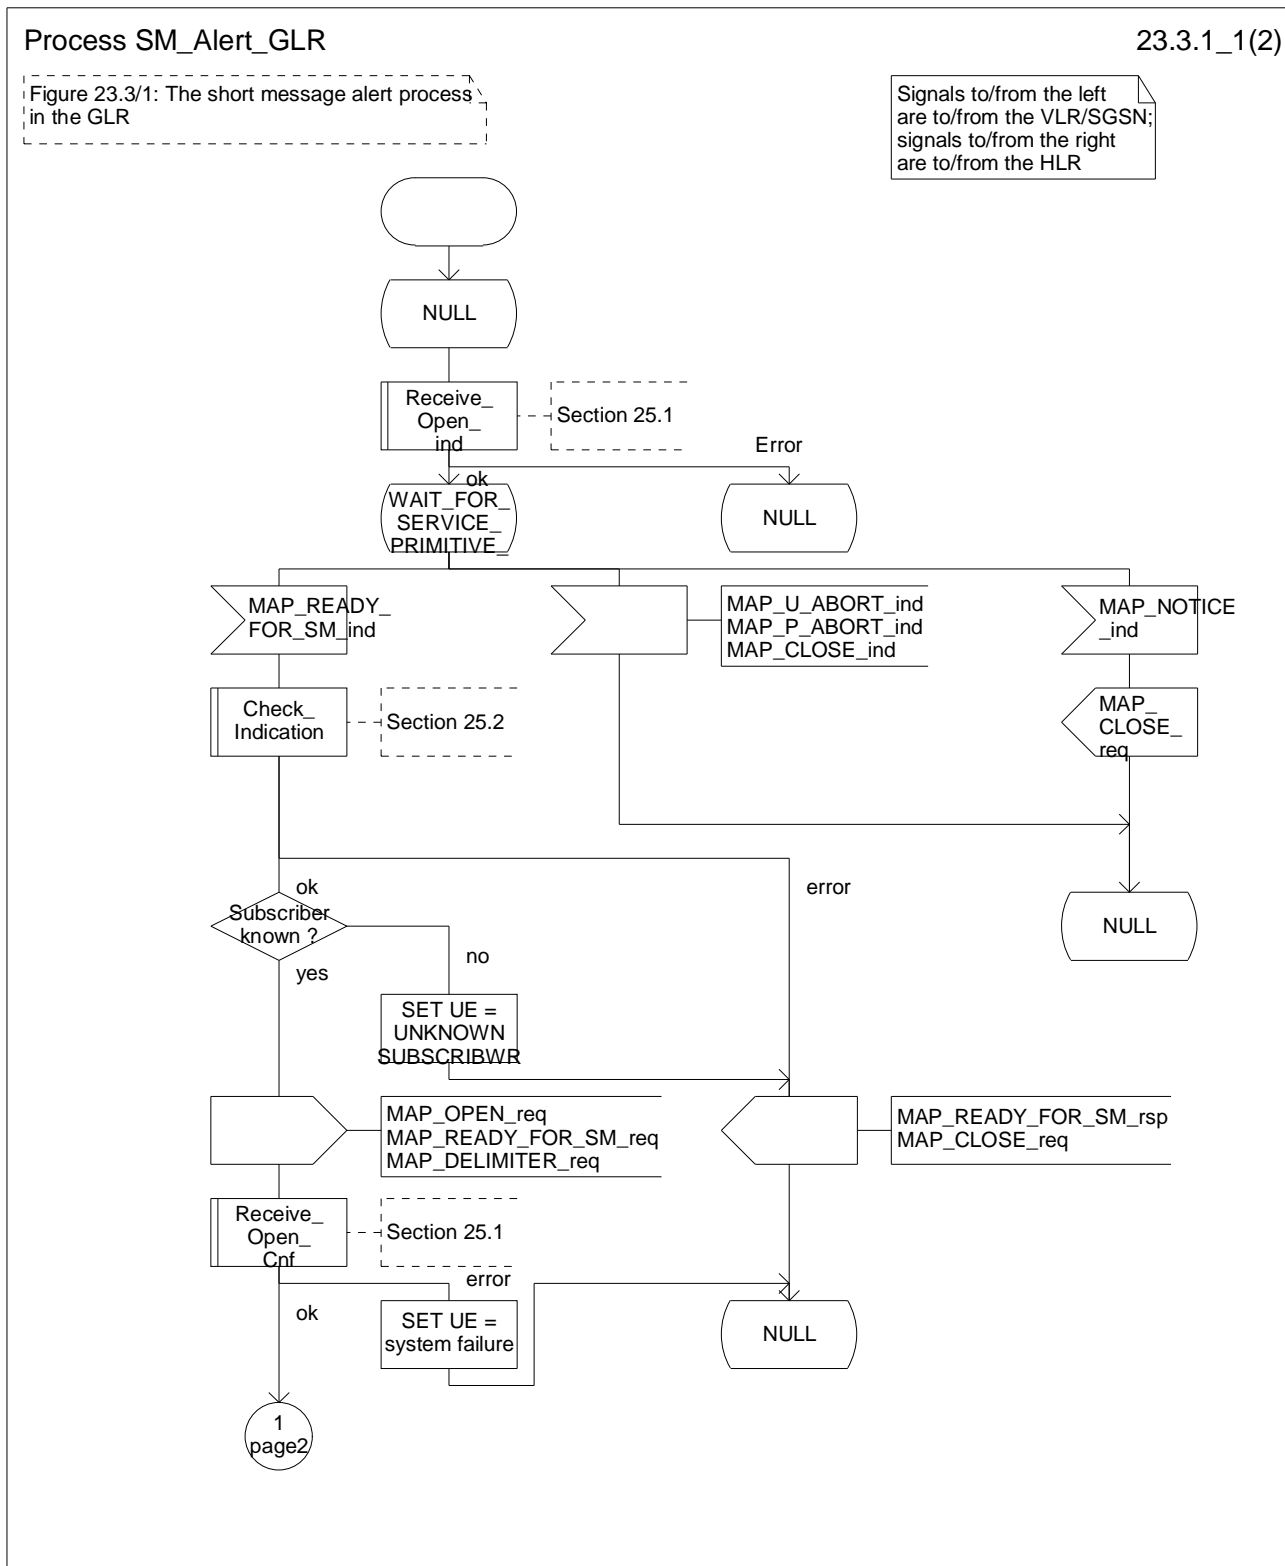 Process SM_Alert_GLR
23.3.1_1(2)
Figure 23.3/1: The short message alert process
in the GLR
Signals to/from the left
are to/from the VLR/SGSN;
signals to/from the right
are to/from the HLR
NULL
Receive_
Open_
ind
Section 25.1
Error
ok
WAIT_FOR_
SERVICE_
PRIMITIVE_
NULL
MAP_READY_
FOR_SM_ind
MAP_U_ABORT_ind
MAP_P_ABORT_ind
MAP_CLOSE_ind
MAP_NOTICE
_ind
Check_
Indication
Section 25.2
MAP_
CLOSE_
req
ok
error
Subscriber
known ?
NULL
no
yes
SET UE =
UNKNOWN
SUBSCRIBWR
MAP_OPEN_req
MAP_READY_FOR_SM_req
MAP_DELIMITER_req
MAP_READY_FOR_SM_rsp
MAP_CLOSE_req
Receive_
Open_
Cnf
Section 25.1
error
ok
SET UE =
system failure
NULL
1
page2